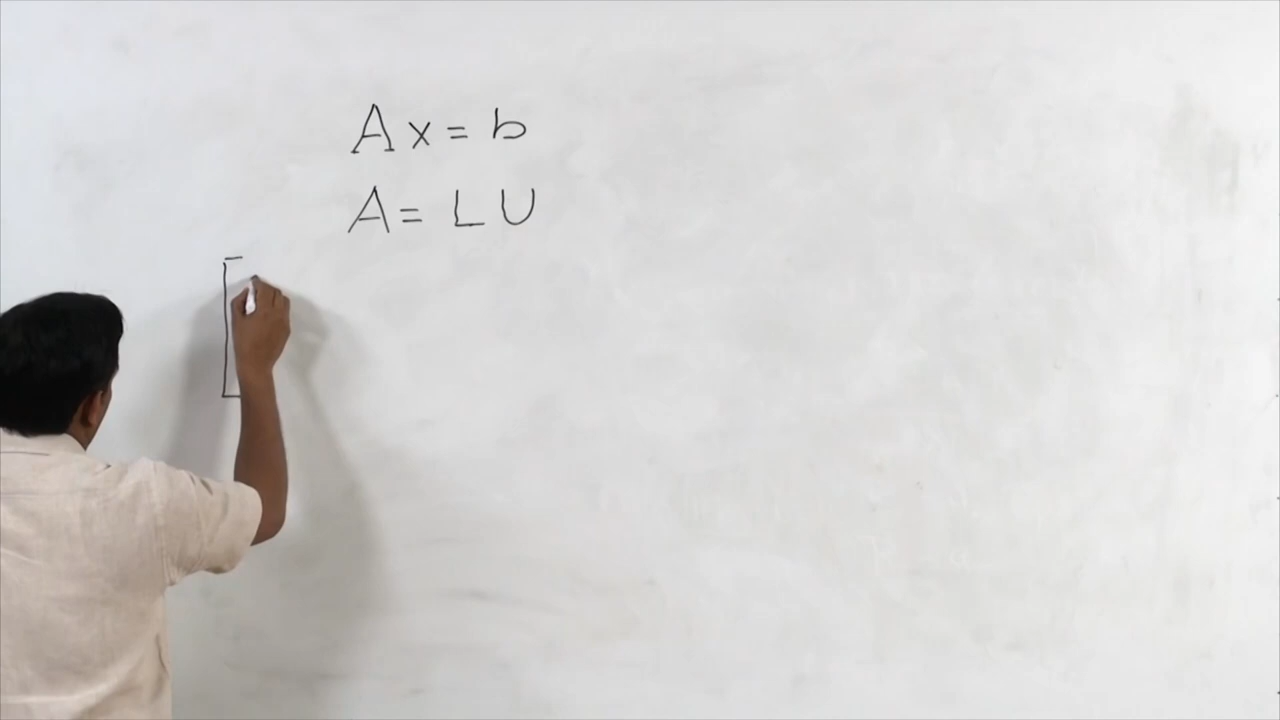 Ax = b
A = LU
[